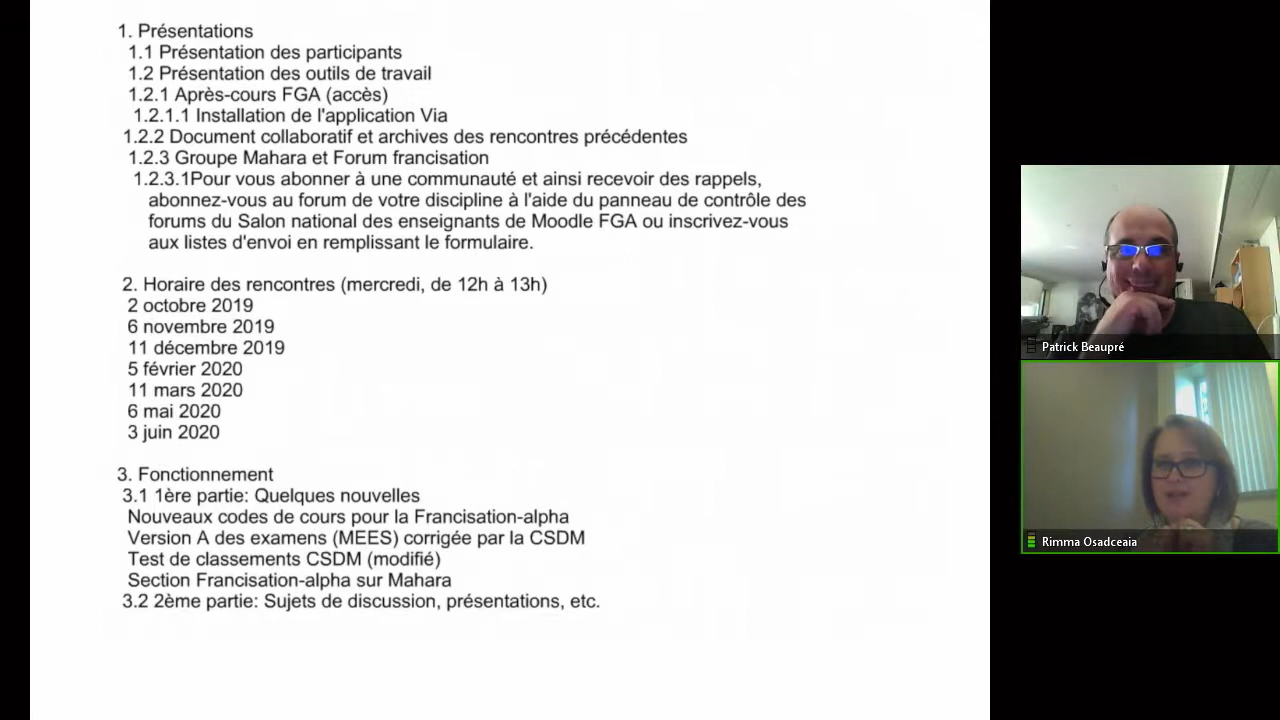 1. Présentations
1.1 Présentation des participants
1.2 Présentation des outils de travail
1.2.1 Après-cours FGA (accès)
1.2.1.1 Installation de l'application Via
1.2.2 Document collaboratif et archives des rencontres précédentes
1.2.3 Groupe Mahara et Forum francisation
1.2.3.1Pour vous abonner à une communauté et ainsi recevoir des rappels,
abonnez-vous au forum de votre discipline à l'aide du panneau de contrôle des
forums du Salon national des enseignants de Moodle FGA ou inscrivez-vous
aux listes d'envoi en remplissant le formulaire.
2. Horaire des rencontres (mercredi, de 12h à 13h)
2 octobre 2019
6 novembre 2019
11 décembre 2019
5 février 2020
11 mars 2020
6 mai 2020
3 juin 2020
3. Fonctionnement
3.1 1ère partie: Quelques nouvelles
Nouveaux codes de cours pour la Francisation-alpha
Version A des examens (MEES) corrigée par la CSDM
Test de classements CSDM (modifié)
Section Francisation-alpha sur Mahara
3.2 2ème partie: Sujets de discussion, présentations, etc.
Patrick Beaupré
Rimma Osadceaia